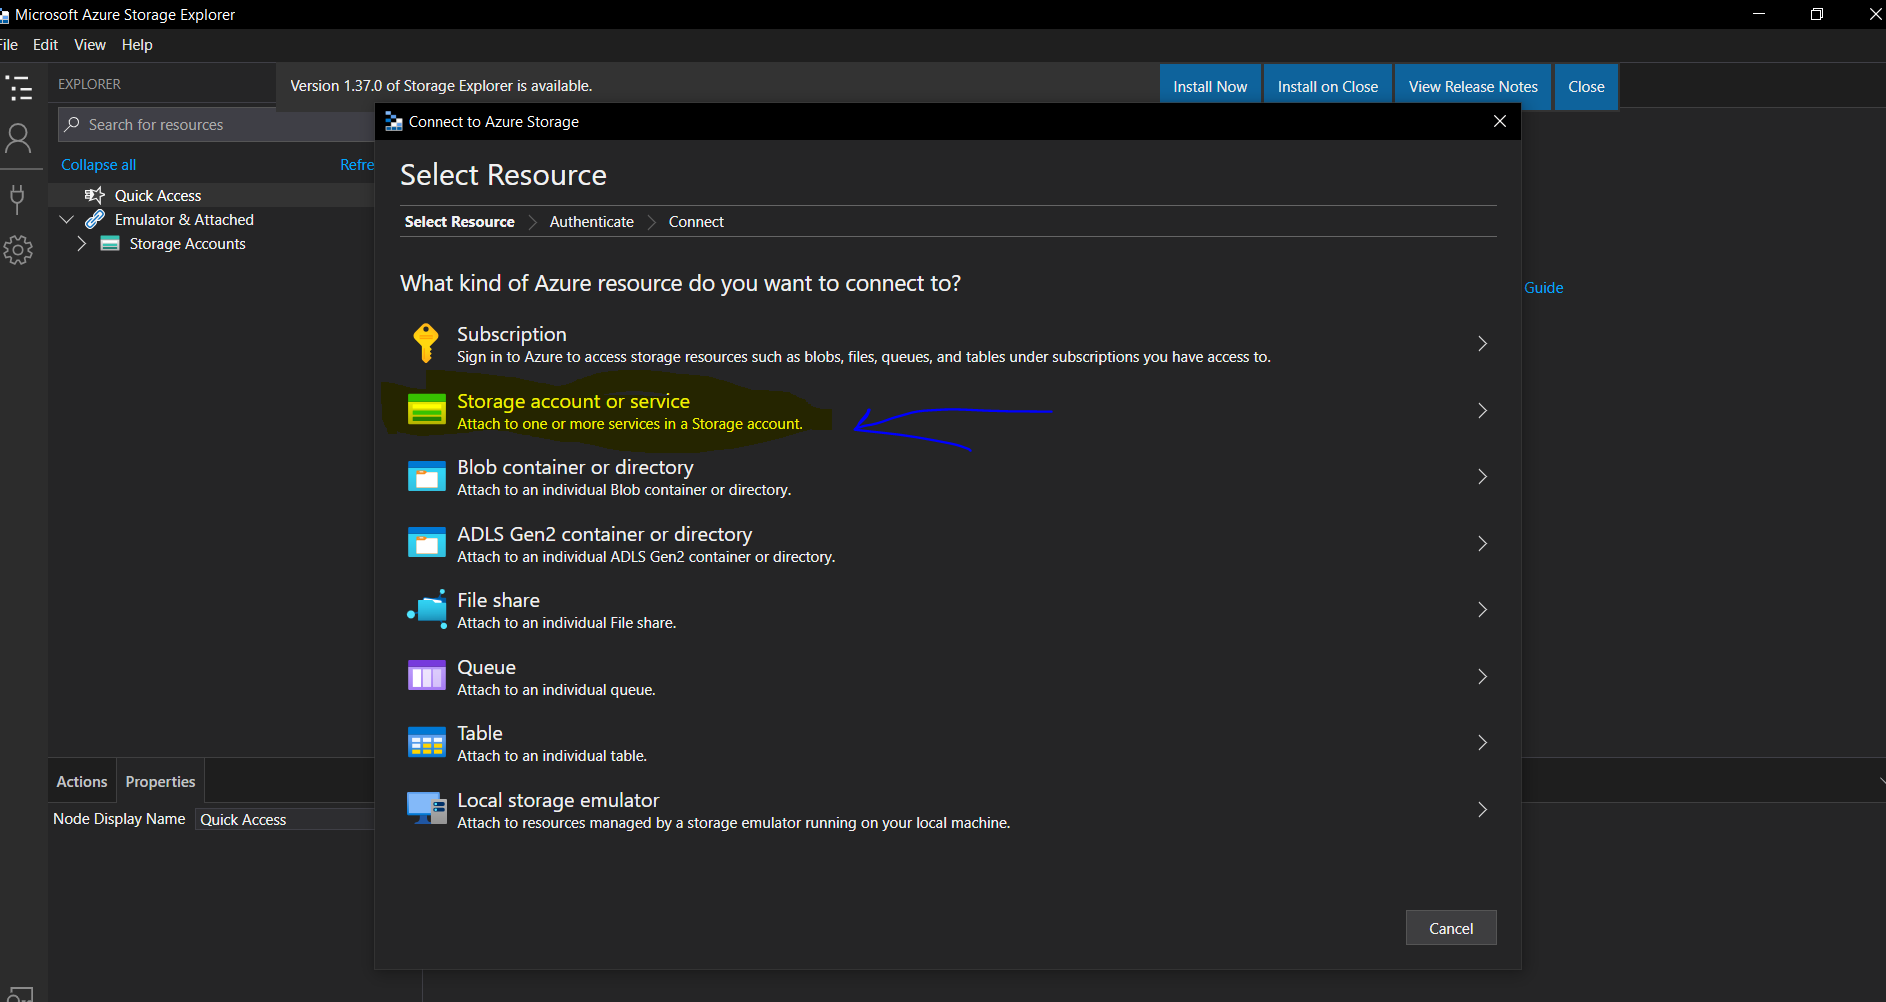 Microsoft Azure Storage Explorer
File Edit View Help
EXPLORER
Version 1.37.0 of Storage Explorer is available.
Install Now
Install on Close
View Release Notes
Close
Search for resources
Collapse all
Refre
Quick Access
Emulator & Attached
Storage Accounts
Connect to Azure Storage
Select Resource
Select Resource Authenticate Connect
What kind of Azure resource do you want to connect to?
Subscription
Sign in to Azure to access storage resources such as blobs, files, queues, and tables under subscriptions you have access to.
Storage account or service
Attach to one or more services in a Storage account.
Blob container or directory
Attach to an individual Blob container or directory.
ADLS Gen2 container or directory
Attach to an individual ADLS Gen2 container or directory.
File share
Attach to an individual File share.
Queue
Attach to an individual queue.
Table
Attach to an individual table.
Local storage emulator
Attach to resources managed by a storage emulator running on your local machine.
Cancel
Guide
Actions Properties
Node Display Name Quick Access